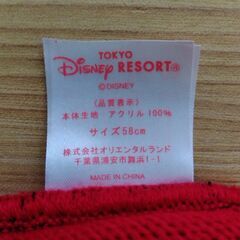 TOKYO
Disney RESORT®
©DISNEY
〈品質表示〉
本体生地 アクリル 100%
サイズ 58cm
株式会社オリエンタルランド
千葉県浦安市舞浜1-1
MADE IN CHINA